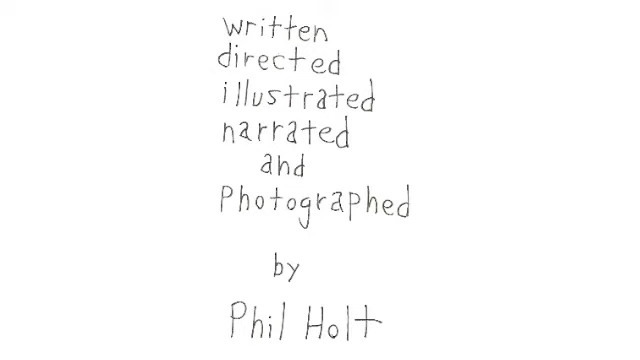 written
directed
illustrated
narrated
and
Photographed
by
Phil Holt